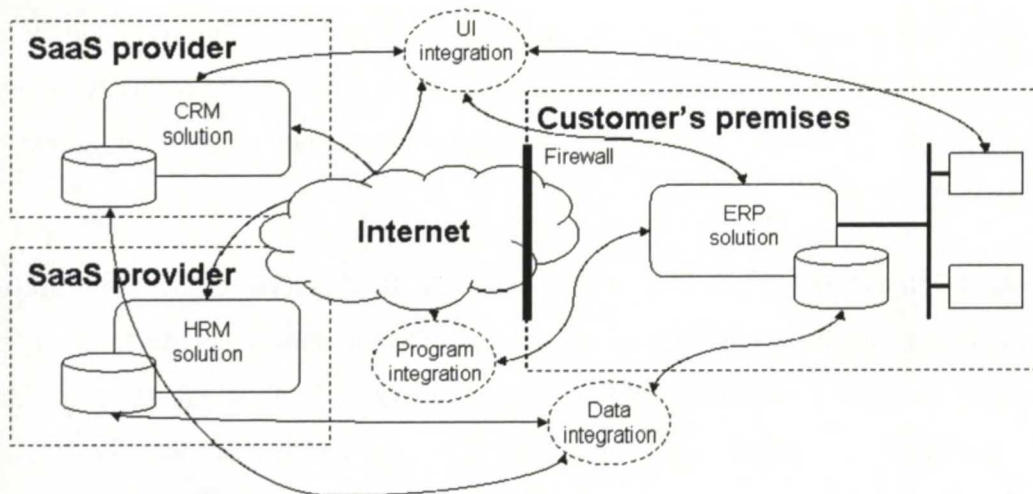 SaaS provider
CRM
solution
UI
integration
Customer's premises
Firewall
Internet
ERP
solution
SaaS provider
HRM
solution
Program
integration
Data
integration